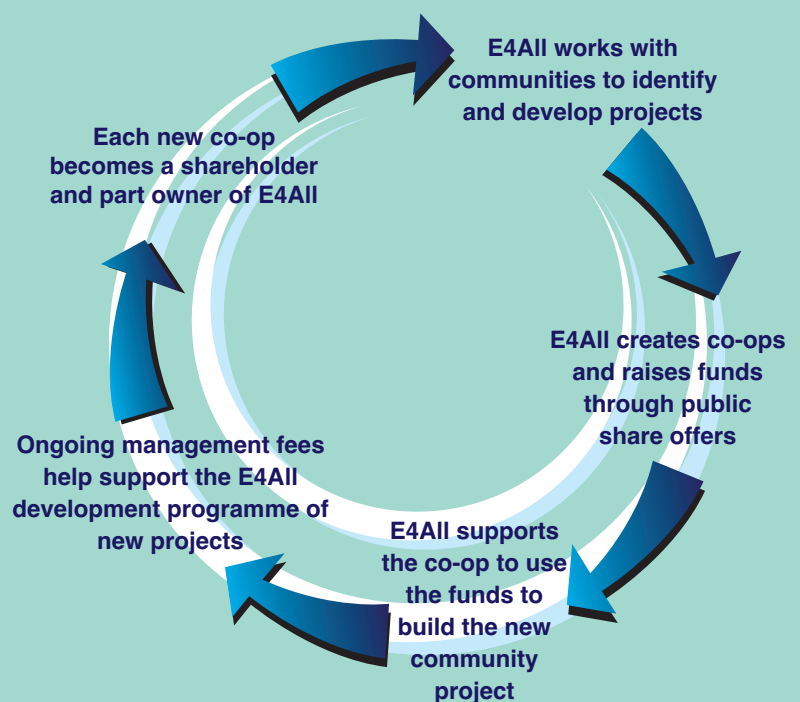 E4All works with
communities to identify
and develop projects
E4All creates co-ops
and raises funds
through public
share offers
E4All supports
the co-op to use
the funds to
build the new
community
project
Ongoing management fees
help support the E4All
development programme of
new projects
Each new co-op
becomes a shareholder
and part owner of E4All